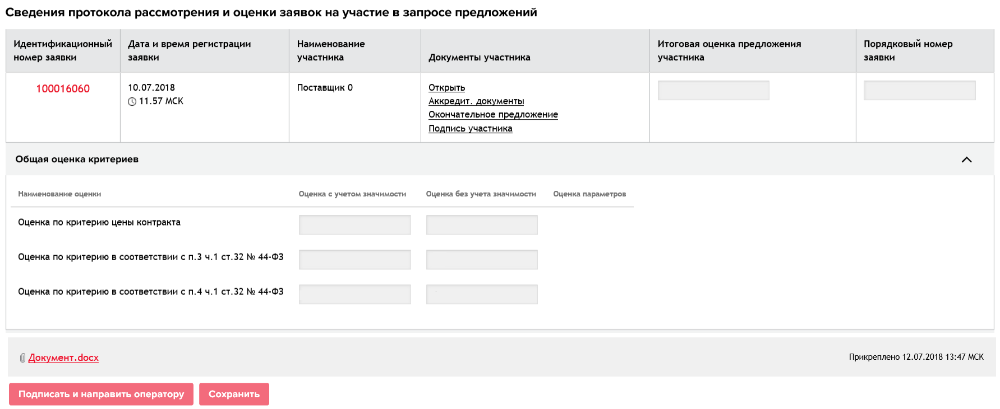 Сведения протокола рассмотрения и оценки заявок на участие в запросе предложений
Идентификационный номер заявки
Дата и время регистрации заявки
Наименование участника
Документы участника
Итоговая оценка предложения участника
Порядковый номер заявки
100016060
10.07.2018
11.57 МСК
Поставщик 0
Открыть
Аккредит. документы
Окончательное предложение
Подпись участника
Общая оценка критериев
Наименование оценки
Оценка с учетом значимости
Оценка без учета значимости
Оценка параметров
Оценка по критерию цены контракта
Оценка по критерию в соответствии с п.3 ч.1 ст.32 № 44-ФЗ
Оценка по критерию в соответствии с п.4 ч.1 ст.32 № 44-ФЗ
Документ.docx
Прикреплено 12.07.2018 13:47 МСК
Подписать и направить оператору
Сохранить